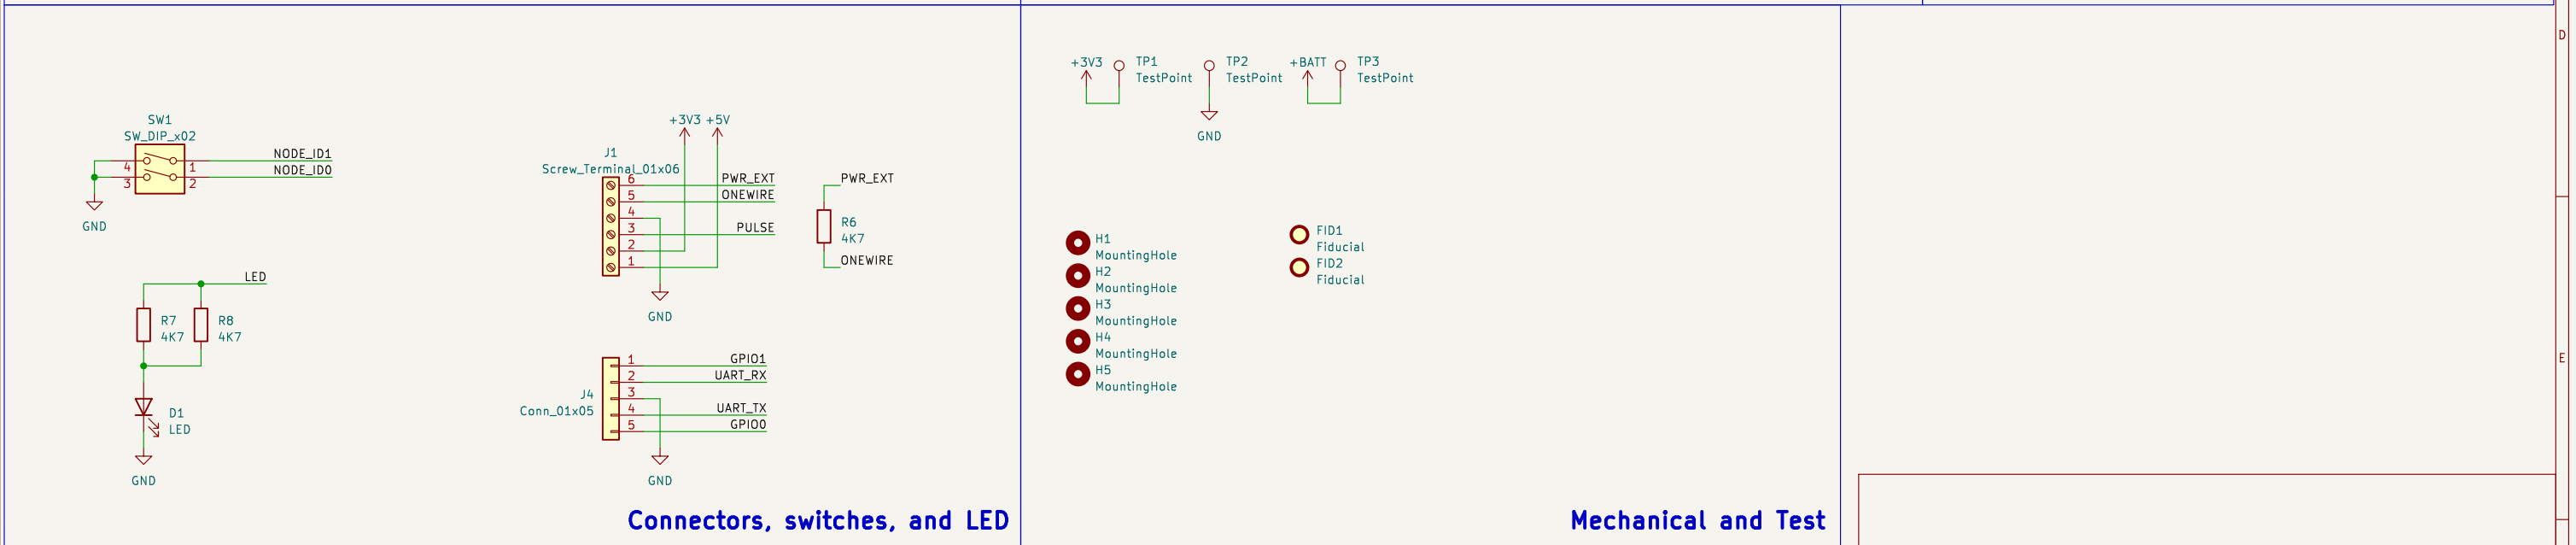 SW1
SW_DIP_x02
4
3
1
2
NODE_ID1
NODE_ID0
GND
LED
R7
4K7
R8
4K7
D1
LED
GND
+3V3
+5V
J1
Screw_Terminal_01x06
6
5
4
3
2
1
PWR_EXT
ONEWIRE
PULSE
GND
PWR_EXT
R6
4K7
ONEWIRE
J4
Conn_01x05
1
2
3
4
5
GPIO1
UART_RX
UART_TX
GPIO0
GND
Connectors, switches, and LED
+3V3
TP1
TestPoint
TP2
TestPoint
GND
+BATT
TP3
TestPoint
H1
MountingHole
H2
MountingHole
H3
MountingHole
H4
MountingHole
H5
MountingHole
FID1
Fiducial
FID2
Fiducial
Mechanical and Test
D
E